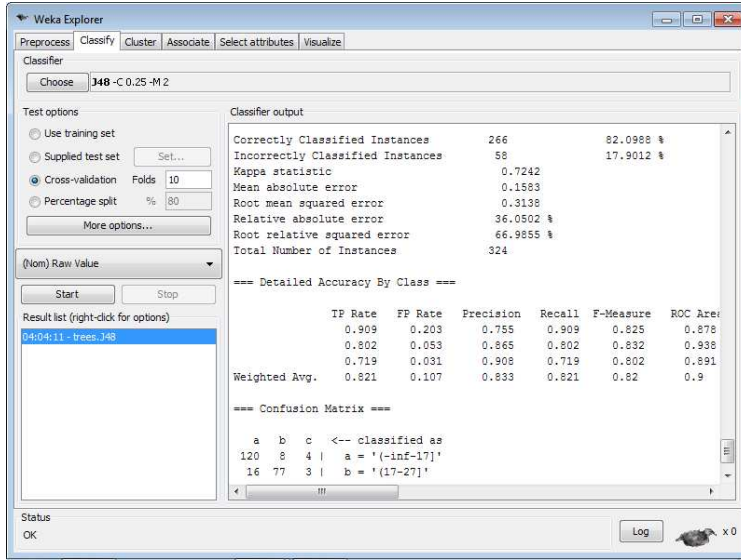 Weka Explorer
Preprocess Classify Cluster Associate Select attributes Visualize
Classifier
Choose J48 -C 0.25 -M 2
Test options
Use training set
Supplied test set Set...
Cross-validation Folds 10
Percentage split % 80
More options...
(Nom) Raw Value
Start Stop
Result list (right-click for options)
04:04:11 - trees.J48
Classifier output
Correctly Classified Instances 266 82.0988 %
Incorrectly Classified Instances 58 17.9012 %
Kappa statistic 0.7242
Mean absolute error 0.1583
Root mean squared error 0.3138
Relative absolute error 36.0502 %
Root relative squared error 66.9855 %
Total Number of Instances 324
=== Detailed Accuracy By Class ===
TP Rate FP Rate Precision Recall F-Measure ROC Area
0.909 0.203 0.755 0.909 0.825 0.878
0.802 0.053 0.865 0.802 0.832 0.938
0.719 0.031 0.908 0.719 0.802 0.891
Weighted Avg. 0.821 0.107 0.833 0.821 0.82 0.9
=== Confusion Matrix ===
a b c <-- classified as
120 8 4 | a = '(-inf-17]'
16 77 3 | b = '(17-27]'
Status
OK
Log
x 0